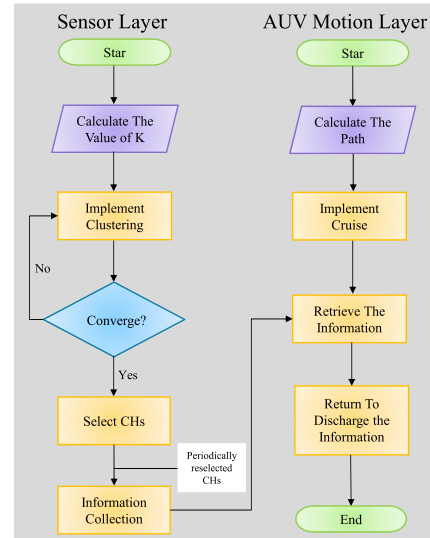 Sensor Layer
Star
Calculate The
Value of K
Implement
Clustering
No
Converge?
Yes
Select CHs
Periodically
reselected
CHs
Information
Collection
AUV Motion Layer
Star
Calculate The
Path
Implement
Cruise
Retrieve The
Information
Return To
Discharge the
Information
End